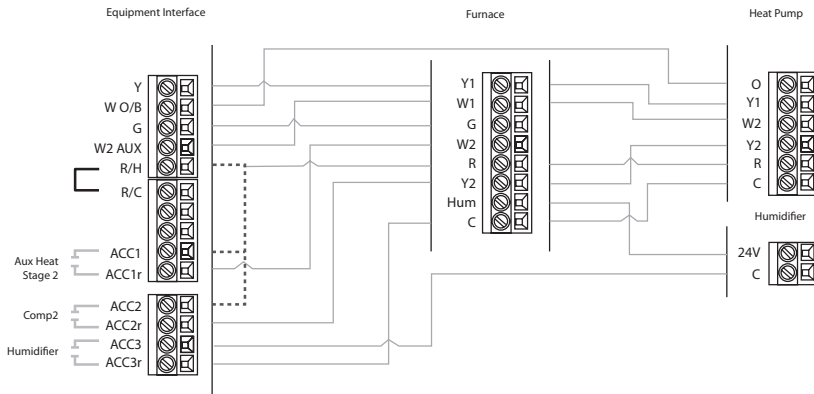 Equipment Interface
Furnace
Heat Pump
Y
W O/B
G
W2 AUX
R/H
R/C
ACC1
ACC1r
Aux Heat
Stage 2
ACC2
ACC2r
Comp2
ACC3
ACC3r
Humidifier
Y1
W1
G
W2
R
Y2
Hum
C
O
Y1
W2
Y2
R
C
Humidifier
24V
C